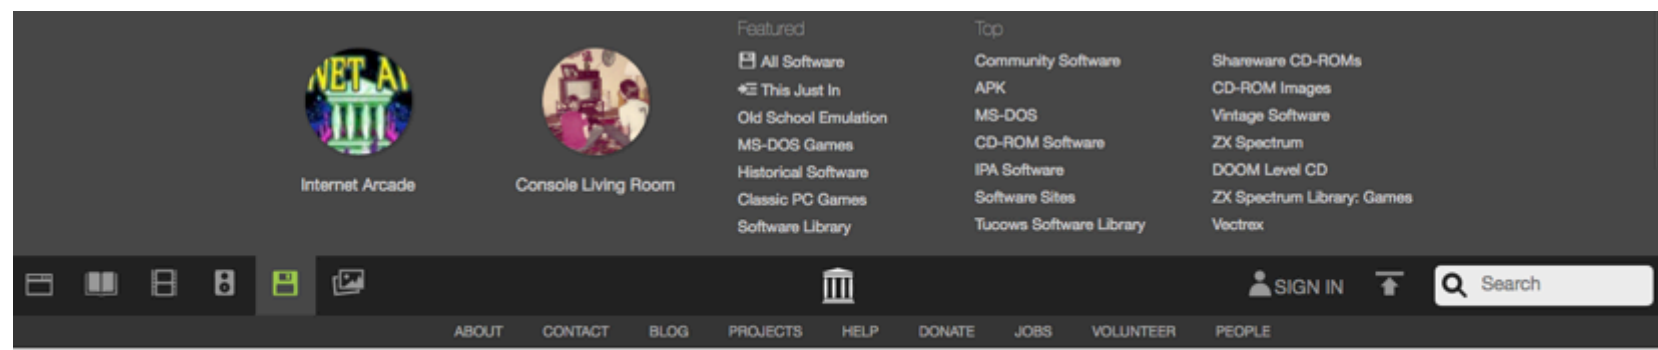 NET A
Internet Arcade
Console Living Room
Featured
All Software
This Just In
Old School Emulation
MS-DOS Games
Historical Software
Classic PC Games
Software Library
Top
Community Software
APK
MS-DOS
CD-ROM Software
IPA Software
Software Sites
Tucows Software Library
Shareware CD-ROMs
CD-ROM Images
Vintage Software
ZX Spectrum
DOOM Level CD
ZX Spectrum Library: Games
Vectrex
SIGN IN
Search
ABOUT CONTACT BLOG PROJECTS HELP DONATE JOBS VOLUNTEER PEOPLE